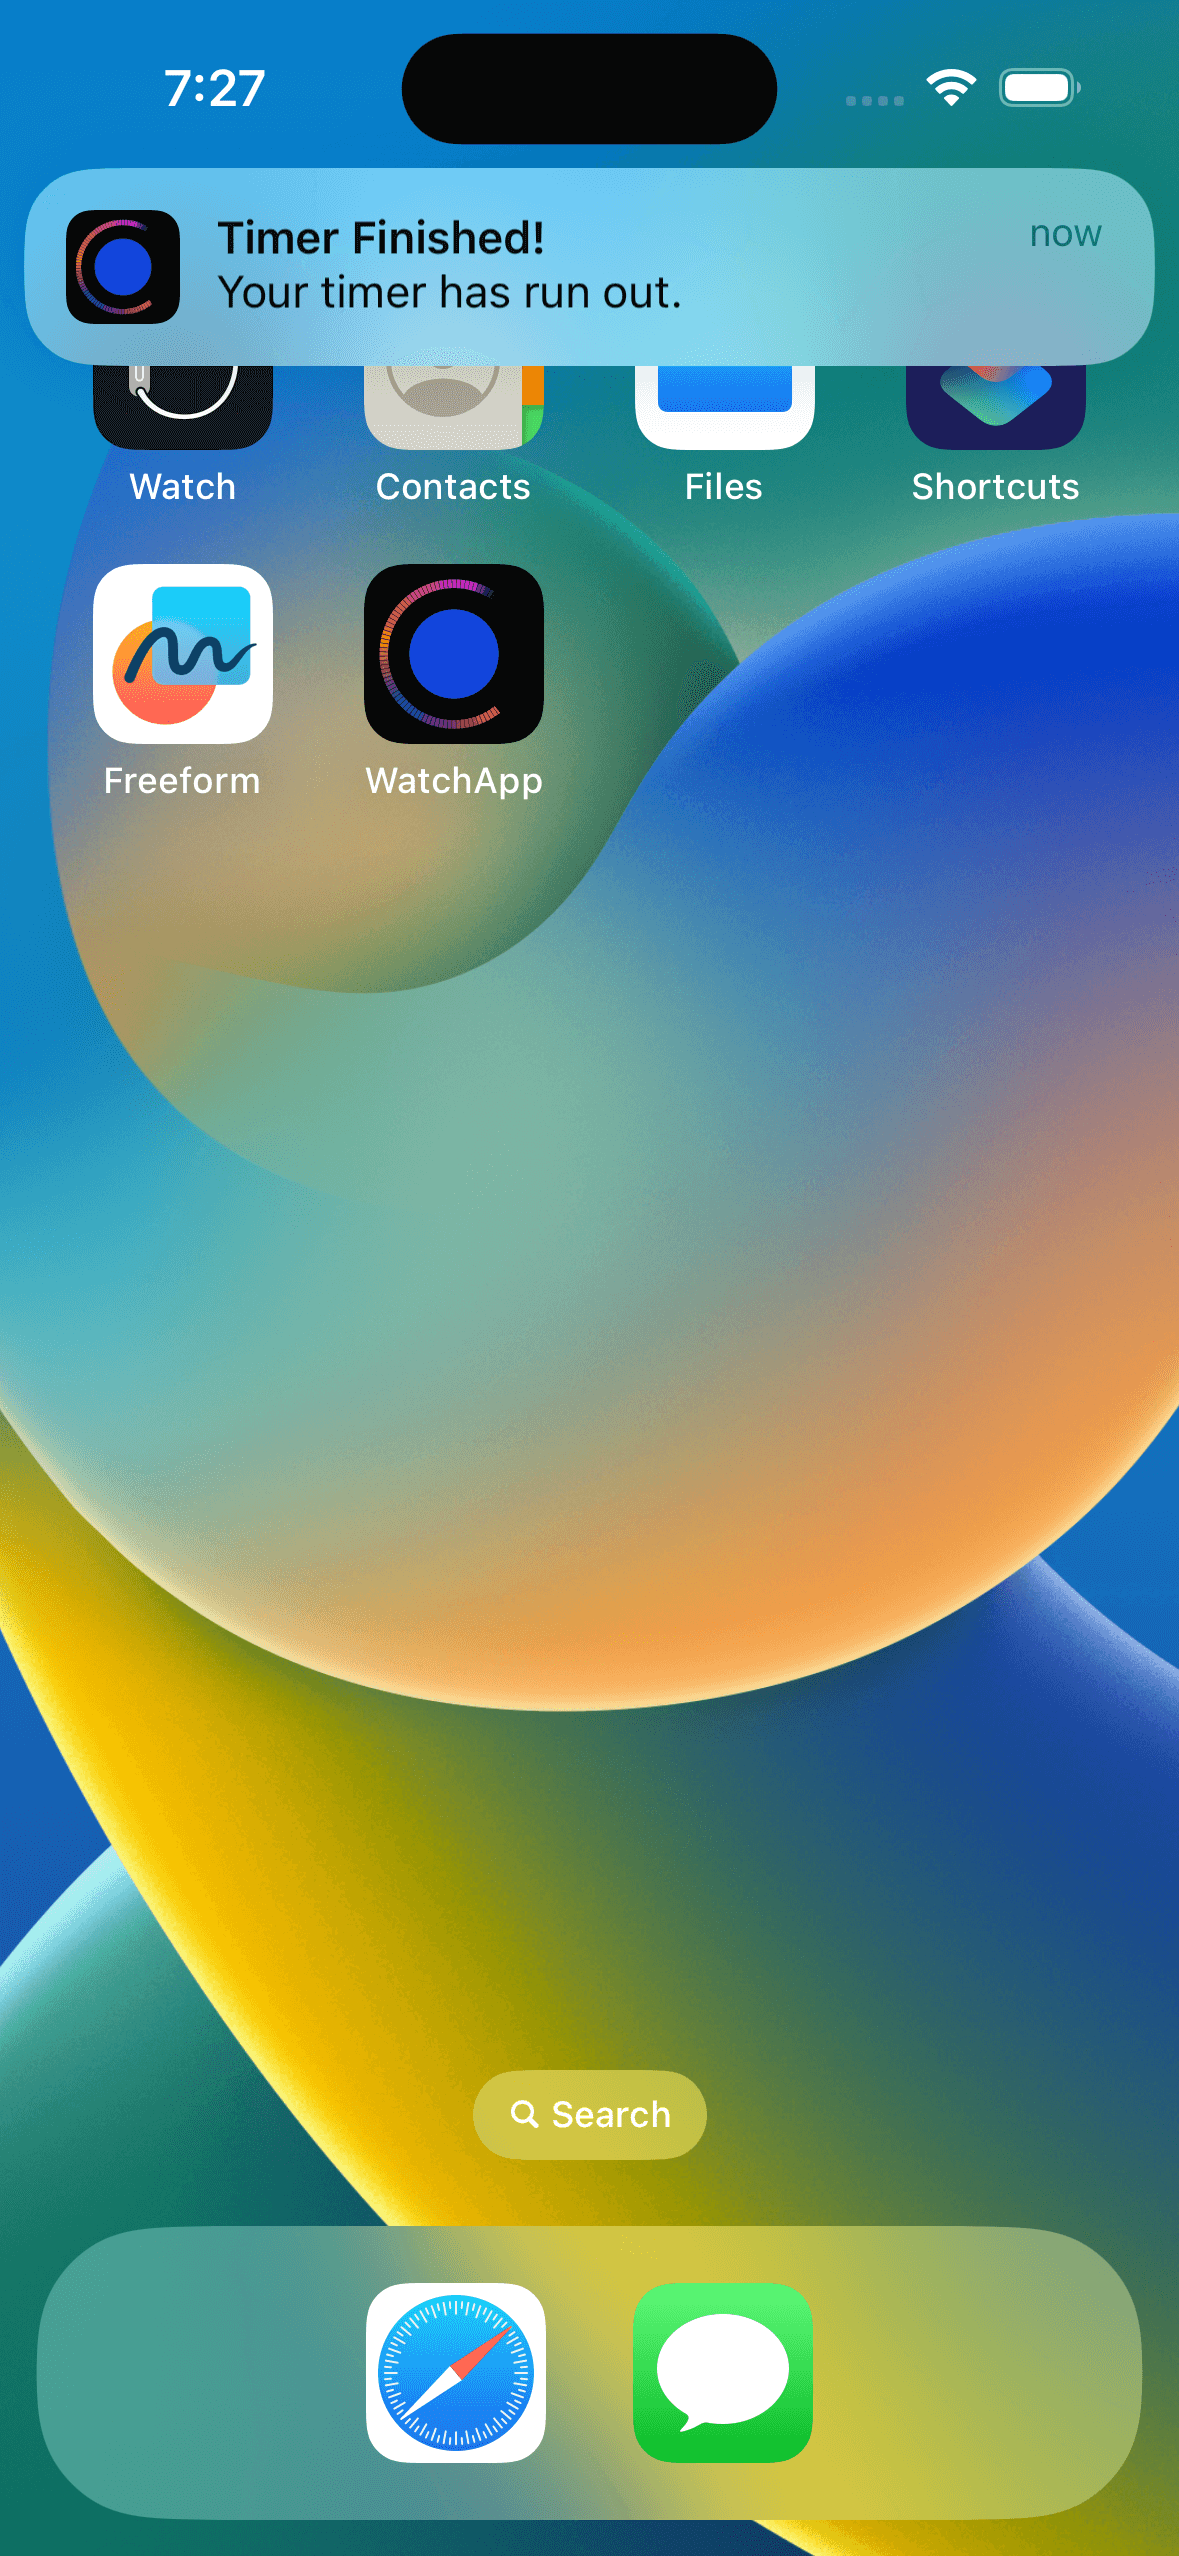 7:27
Timer Finished!
now
Your timer has run out.
Watch Contacts Files Shortcuts
Freeform WatchApp
Search